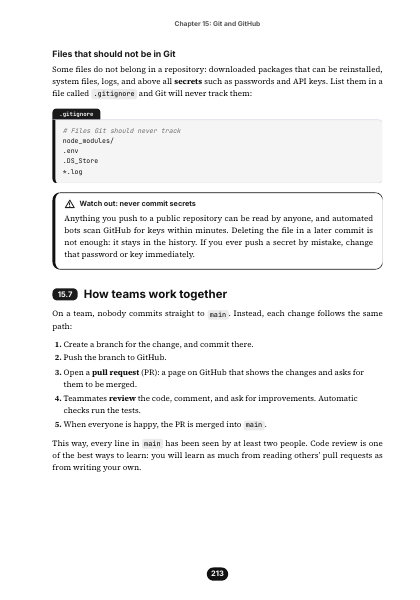 Chapter 15: Git and GitHub
Files that should not be in Git
Some files do not belong in a repository: downloaded packages that can be reinstalled,
system files, logs, and above all secrets such as passwords and API keys. List them in a
file called .gitignore and Git will never track them:
.gitignore
# Files Git should never track
node_modules/
.env
.DS_Store
*.log
Watch out: never commit secrets
Anything you push to a public repository can be read by anyone, and automated
bots scan GitHub for keys within minutes. Deleting the file in a later commit is
not enough: it stays in the history. If you ever push a secret by mistake, change
that password or key immediately.
15.7 How teams work together
On a team, nobody commits straight to main. Instead, each change follows the same
path:
1. Create a branch for the change, and commit there.
2. Push the branch to GitHub.
3. Open a pull request (PR): a page on GitHub that shows the changes and asks for
them to be merged.
4. Teammates review the code, comment, and ask for improvements. Automatic
checks run the tests.
5. When everyone is happy, the PR is merged into main.
This way, every line in main has been seen by at least two people. Code review is one
of the best ways to learn: you will learn as much from reading others' pull requests as
from writing your own.
213